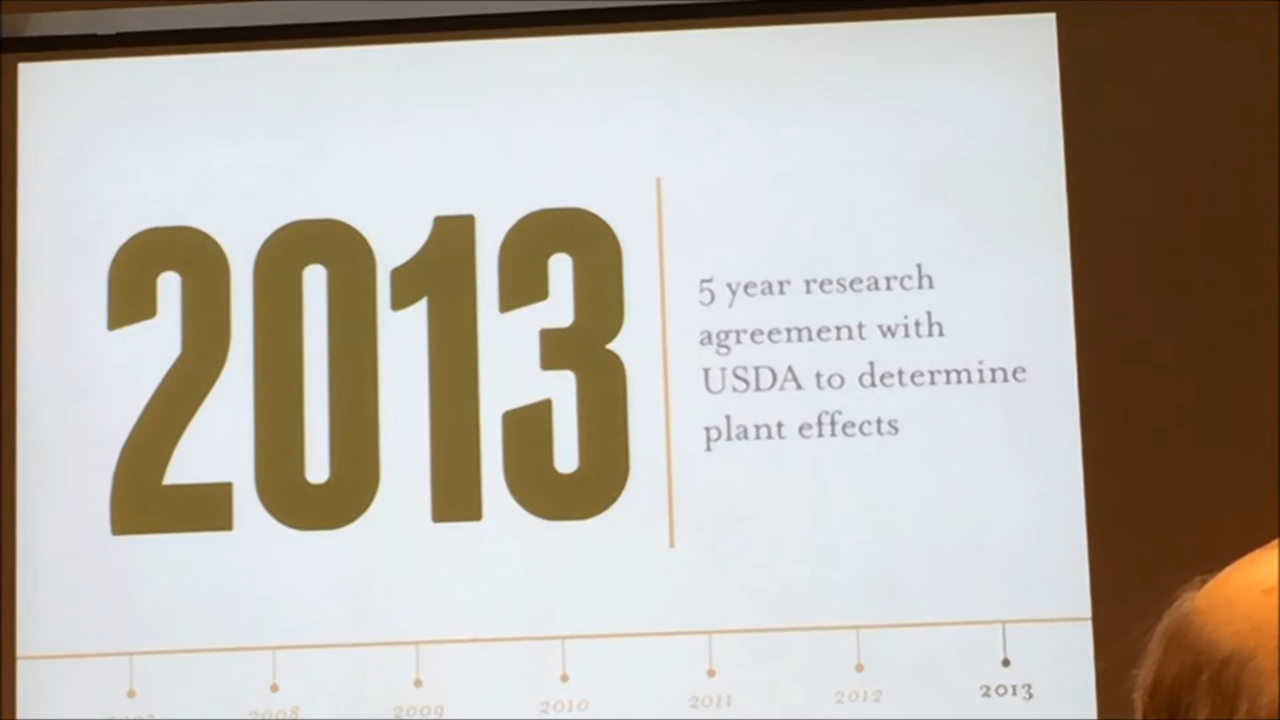 2013
5 year research
agreement with
USDA to determine
plant effects
2008
2009
2010
2011
2012
2013